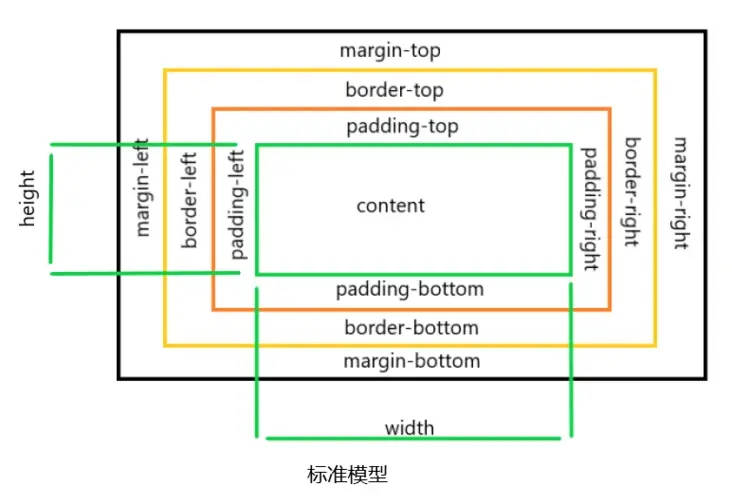 margin-top
border-top
padding-top
height
margin-left
border-left
padding-left
content
padding-right
border-right
margin-right
padding-bottom
border-bottom
margin-bottom
width
标准模型